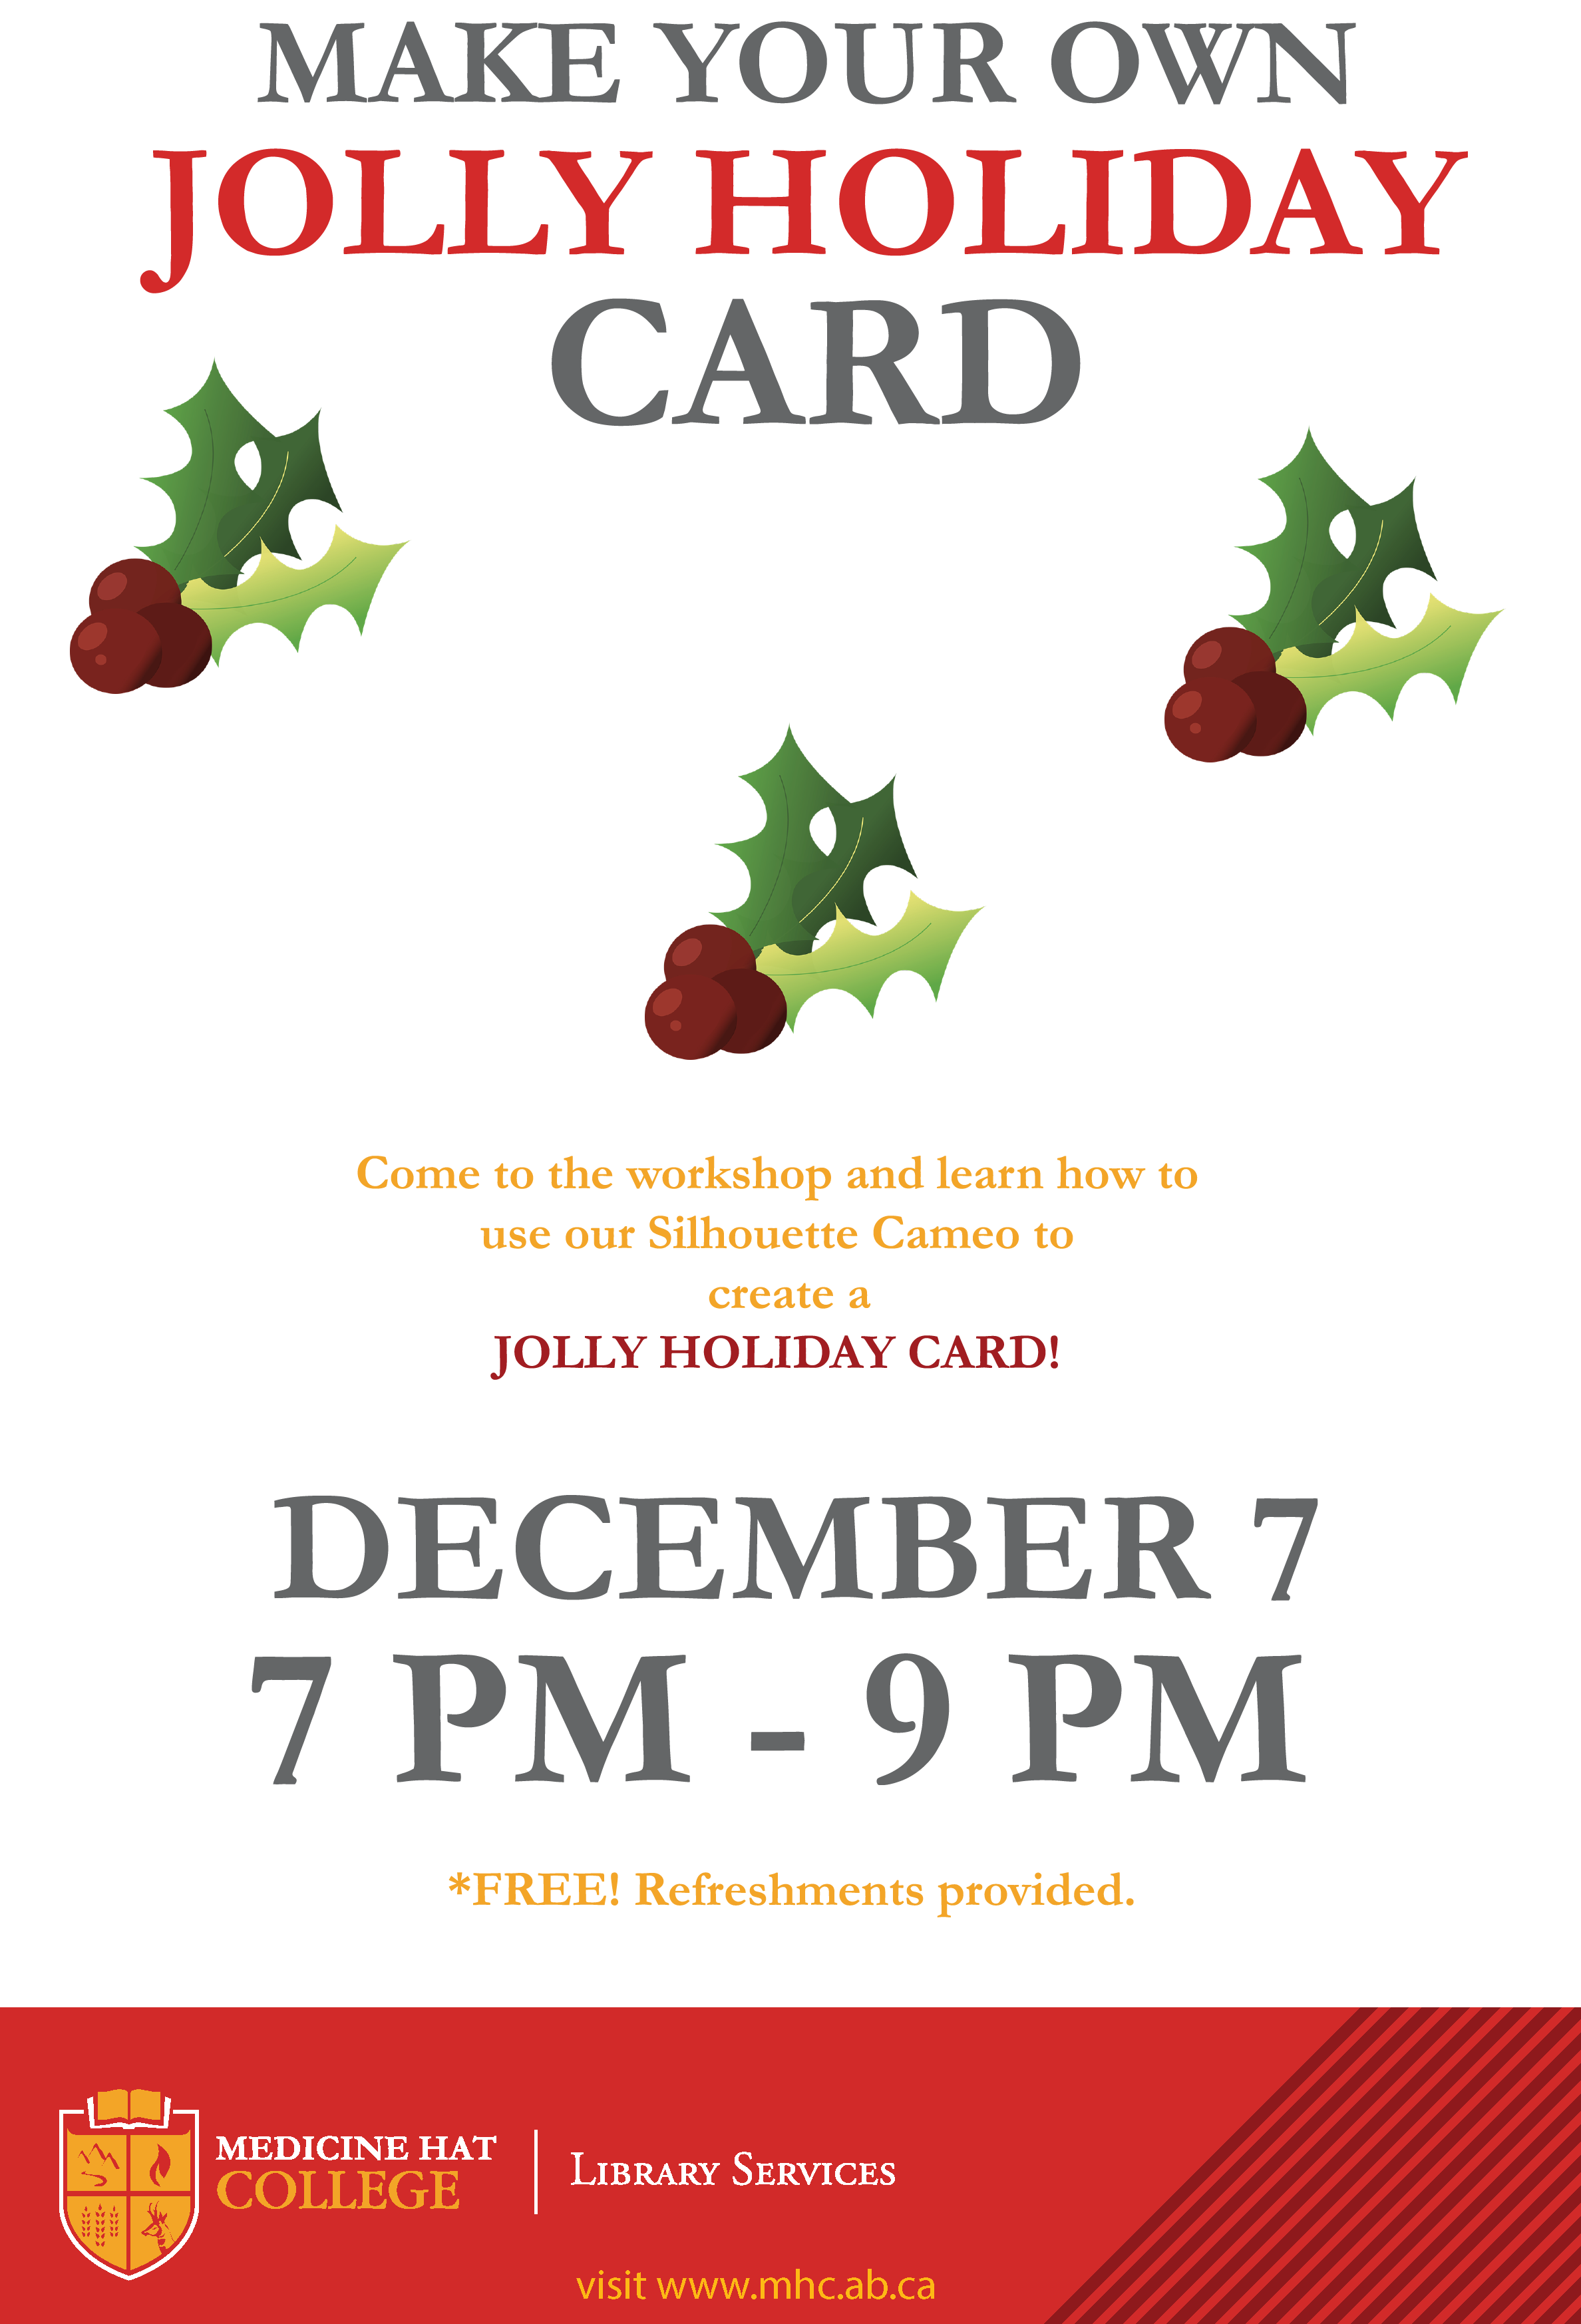 MAKE YOUR OWN
JOLLY HOLIDAY
CARD
Come to the workshop and learn how to
use our Silhouette Cameo to
create a
JOLLY HOLIDAY CARD!
DECEMBER 7
7 PM - 9 PM
*FREE! Refreshments provided.
MEDICINE HAT
COLLEGE
LIBRARY SERVICES
visit www.mhc.ab.ca